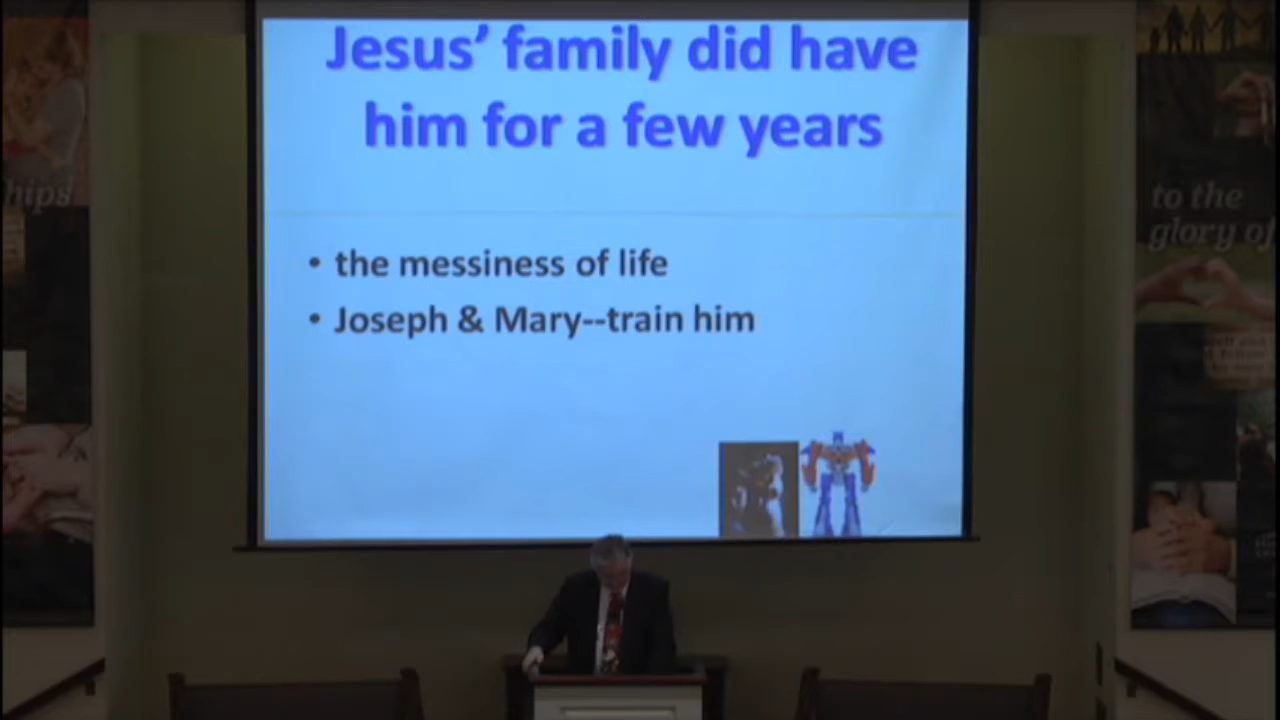 Jesus’ family did have
him for a few years
• the messiness of life
• Joseph & Mary--train him
hips
to the
glory of